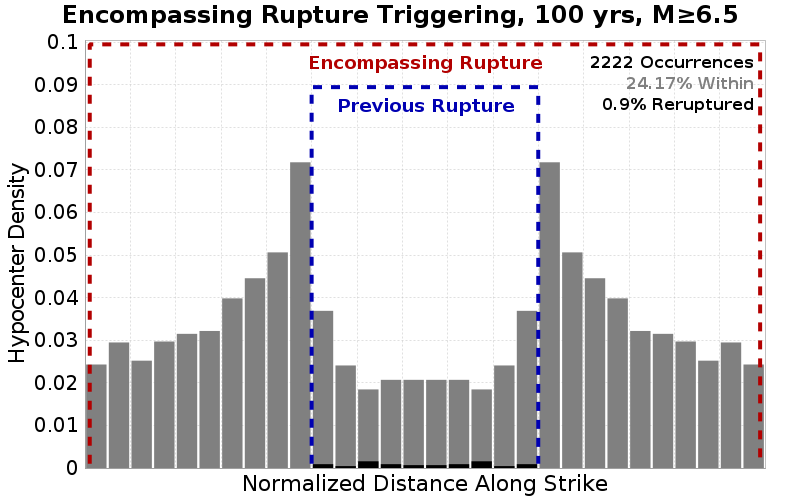 Encompassing Rupture Triggering, 100 yrs, M≥6.5
0.1
0.09
0.08
0.07
0.06
0.05
0.04
0.03
0.02
0.01
0
Hypocenter Density
Encompassing Rupture
Previous Rupture
2222 Occurrences
24.17% Within
0.9% Reruptured
Normalized Distance Along Strike